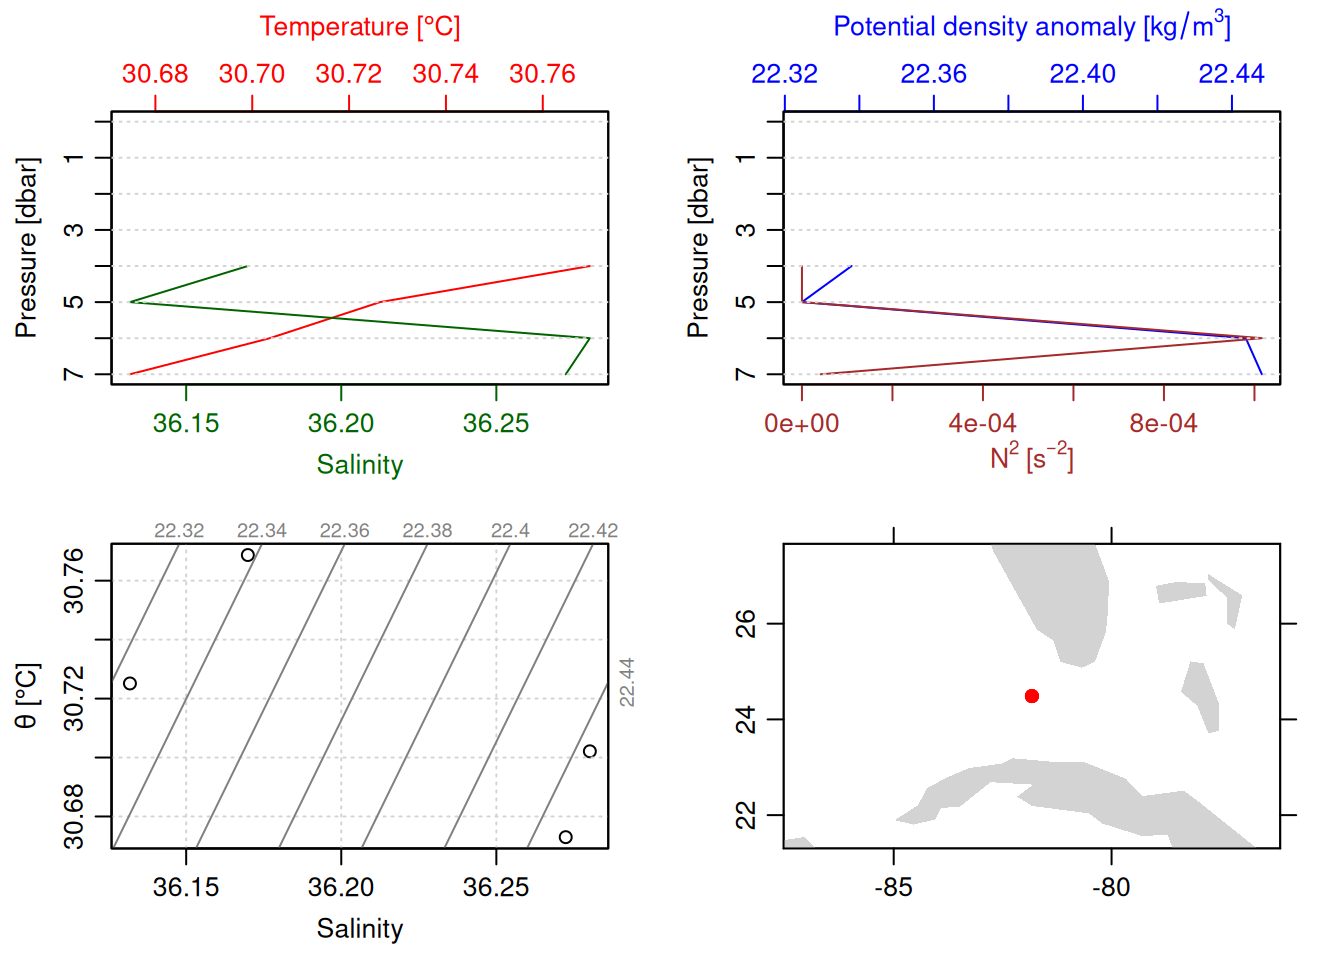 Temperature [°C]
30.68 30.70 30.72 30.74 30.76
Pressure [dbar]
1
3
5
7
36.15 36.20 36.25
Salinity
Potential density anomaly [kg/m³]
22.32 22.36 22.40 22.44
Pressure [dbar]
1
3
5
7
0e+00 4e-04 8e-04
N² [s⁻²]
22.32 22.34 22.36 22.38 22.4 22.42
22.44
θ [°C]
30.76
30.72
30.68
36.15 36.20 36.25
Salinity
26
24
22
-85 -80